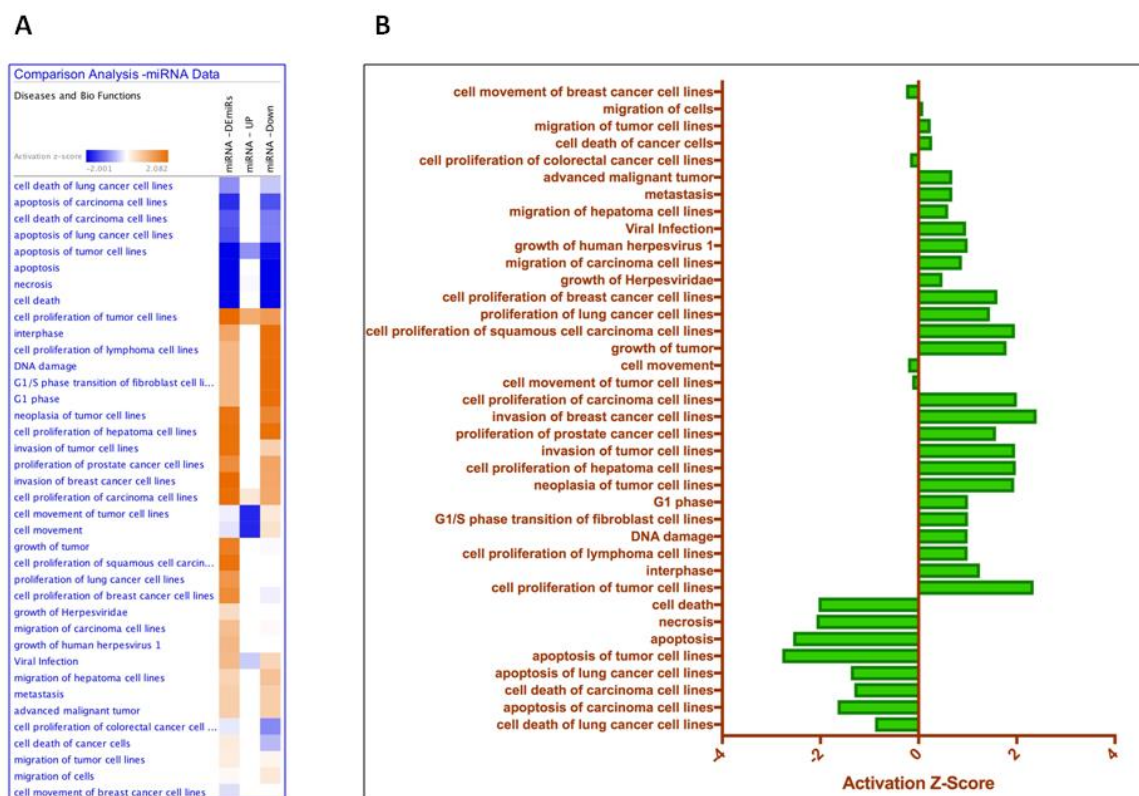 A
B
Comparison Analysis -miRNA Data
Diseases and Bio Functions
miRNA -DEmiRs
miRNA - UP
miRNA -Down
Activation z-score
-2.001 2.082
cell death of lung cancer cell lines
apoptosis of carcinoma cell lines
cell death of carcinoma cell lines
apoptosis of lung cancer cell lines
apoptosis of tumor cell lines
apoptosis
necrosis
cell death
cell proliferation of tumor cell lines
interphase
cell proliferation of lymphoma cell lines
DNA damage
G1/S phase transition of fibroblast cell li...
G1 phase
neoplasia of tumor cell lines
cell proliferation of hepatoma cell lines
invasion of tumor cell lines
proliferation of prostate cancer cell lines
invasion of breast cancer cell lines
cell proliferation of carcinoma cell lines
cell movement of tumor cell lines
cell movement
growth of tumor
cell proliferation of squamous cell carcin...
proliferation of lung cancer cell lines
cell proliferation of breast cancer cell lines
growth of Herpesviridae
migration of carcinoma cell lines
growth of human herpesvirus 1
Viral Infection
migration of hepatoma cell lines
metastasis
advanced malignant tumor
cell proliferation of colorectal cancer cell ...
cell death of cancer cells
migration of tumor cell lines
migration of cells
cell movement of breast cancer cell lines
cell movement of breast cancer cell lines
migration of cells
migration of tumor cell lines
cell death of cancer cells
cell proliferation of colorectal cancer cell lines
advanced malignant tumor
metastasis
migration of hepatoma cell lines
Viral Infection
growth of human herpesvirus 1
migration of carcinoma cell lines
growth of Herpesviridae
cell proliferation of breast cancer cell lines
proliferation of lung cancer cell lines
cell proliferation of squamous cell carcinoma cell lines
growth of tumor
cell movement
cell movement of tumor cell lines
cell proliferation of carcinoma cell lines
invasion of breast cancer cell lines
proliferation of prostate cancer cell lines
invasion of tumor cell lines
cell proliferation of hepatoma cell lines
neoplasia of tumor cell lines
G1 phase
G1/S phase transition of fibroblast cell lines
DNA damage
cell proliferation of lymphoma cell lines
interphase
cell proliferation of tumor cell lines
cell death
necrosis
apoptosis
apoptosis of tumor cell lines
apoptosis of lung cancer cell lines
cell death of carcinoma cell lines
apoptosis of carcinoma cell lines
cell death of lung cancer cell lines
-4 -2 0 2 4
Activation Z-Score